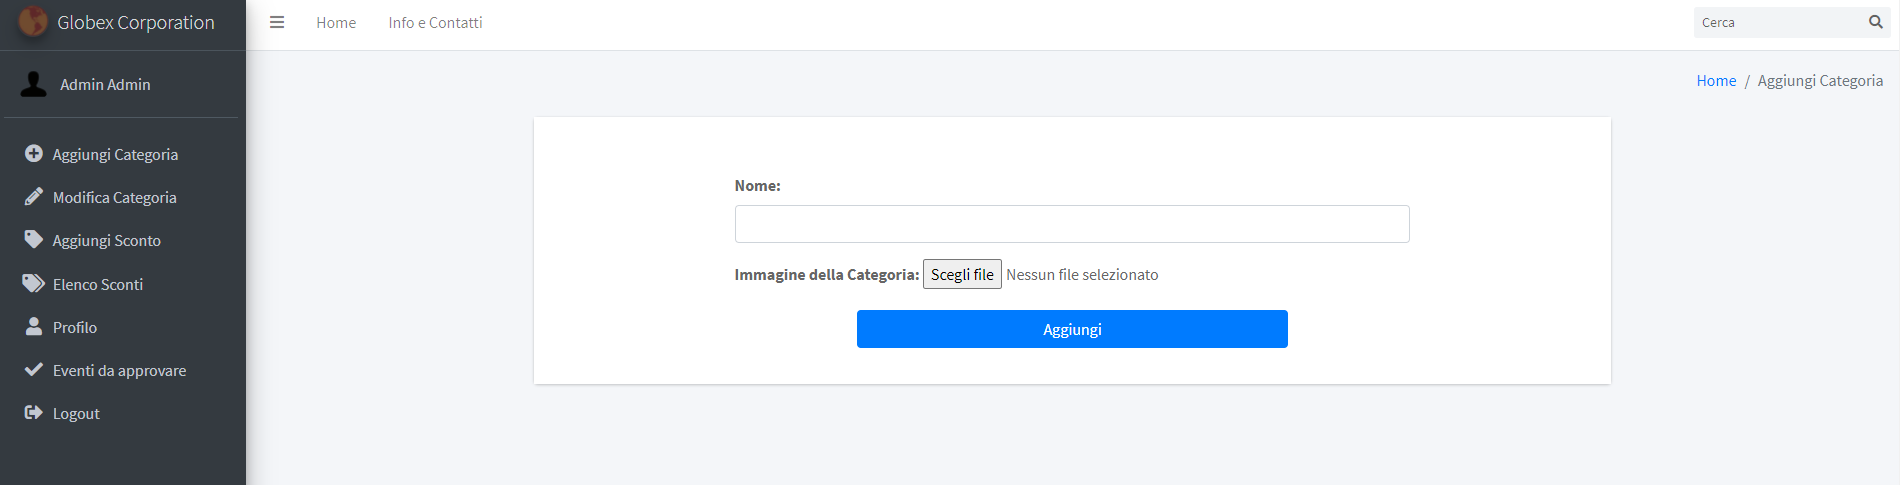 Globex Corporation
Home
Info e Contatti
Cerca
Admin Admin
Home / Aggiungi Categoria
Aggiungi Categoria
Modifica Categoria
Aggiungi Sconto
Elenco Sconti
Profilo
Eventi da approvare
Logout
Nome:
Immagine della Categoria: Scegli file Nessun file selezionato
Aggiungi